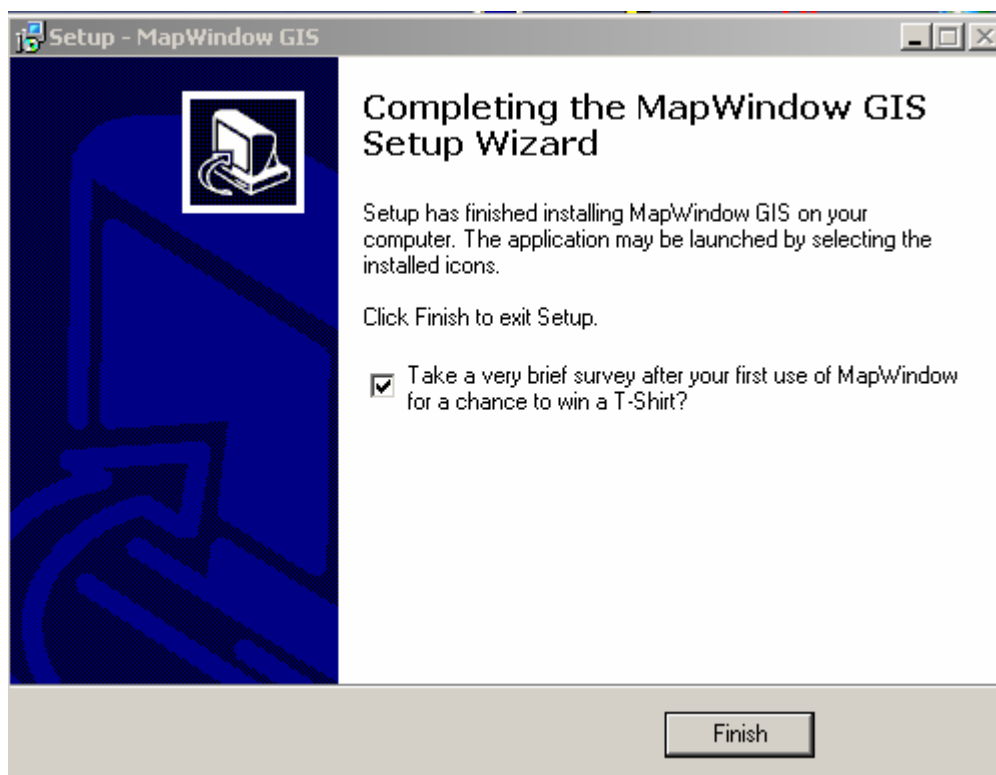 Setup - MapWindow GIS
Completing the MapWindow GIS
Setup Wizard
Setup has finished installing MapWindow GIS on your
computer. The application may be launched by selecting the
installed icons.
Click Finish to exit Setup.
Take a very brief survey after your first use of MapWindow
for a chance to win a T-Shirt?
Finish